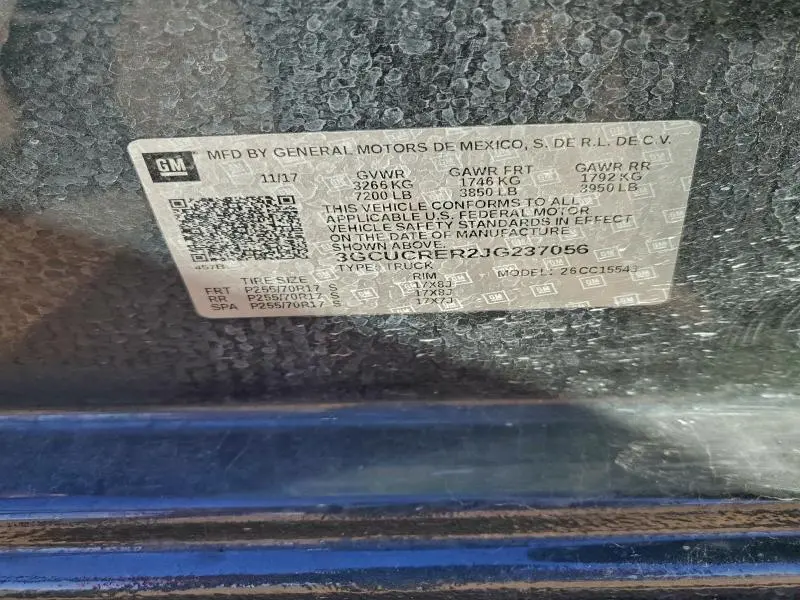 GM MFD BY GENERAL MOTORS DE MEXICO, S. DE R.L. DE C.V.
11/17 GVWR GAWR FRT GAWR RR
3266 KG 1746 KG 1792 KG
7200 LB 3850 LB 3950 LB
THIS VEHICLE CONFORMS TO ALL
APPLICABLE U.S. FEDERAL MOTOR
VEHICLE SAFETY STANDARDS IN EFFECT
ON THE DATE OF MANUFACTURE
SHOWN ABOVE.
3GCUCRER2JG237056
457B
TYPE: TRUCK MODEL: 26CC15543
TIRE SIZE RIM
FRT P255/70R17 S 17X8J
RR P255/70R17 S 17X8J
SPA P255/70R17 S 17X7J